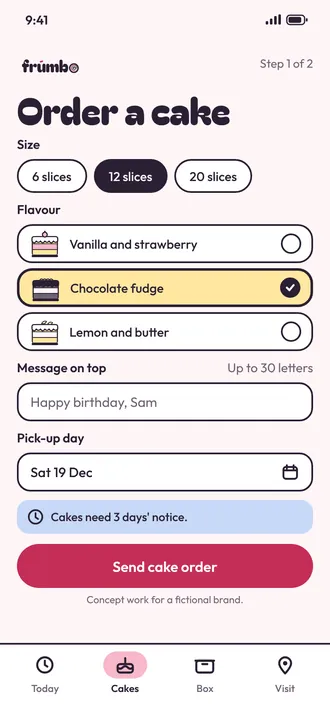 9:41
frúmbo
Step 1 of 2
Order a cake
Size
6 slices
12 slices
20 slices
Flavour
Vanilla and strawberry
Chocolate fudge
Lemon and butter
Message on top
Up to 30 letters
Happy birthday, Sam
Pick-up day
Sat 19 Dec
Cakes need 3 days' notice.
Send cake order
Concept work for a fictional brand.
Today
Cakes
Box
Visit